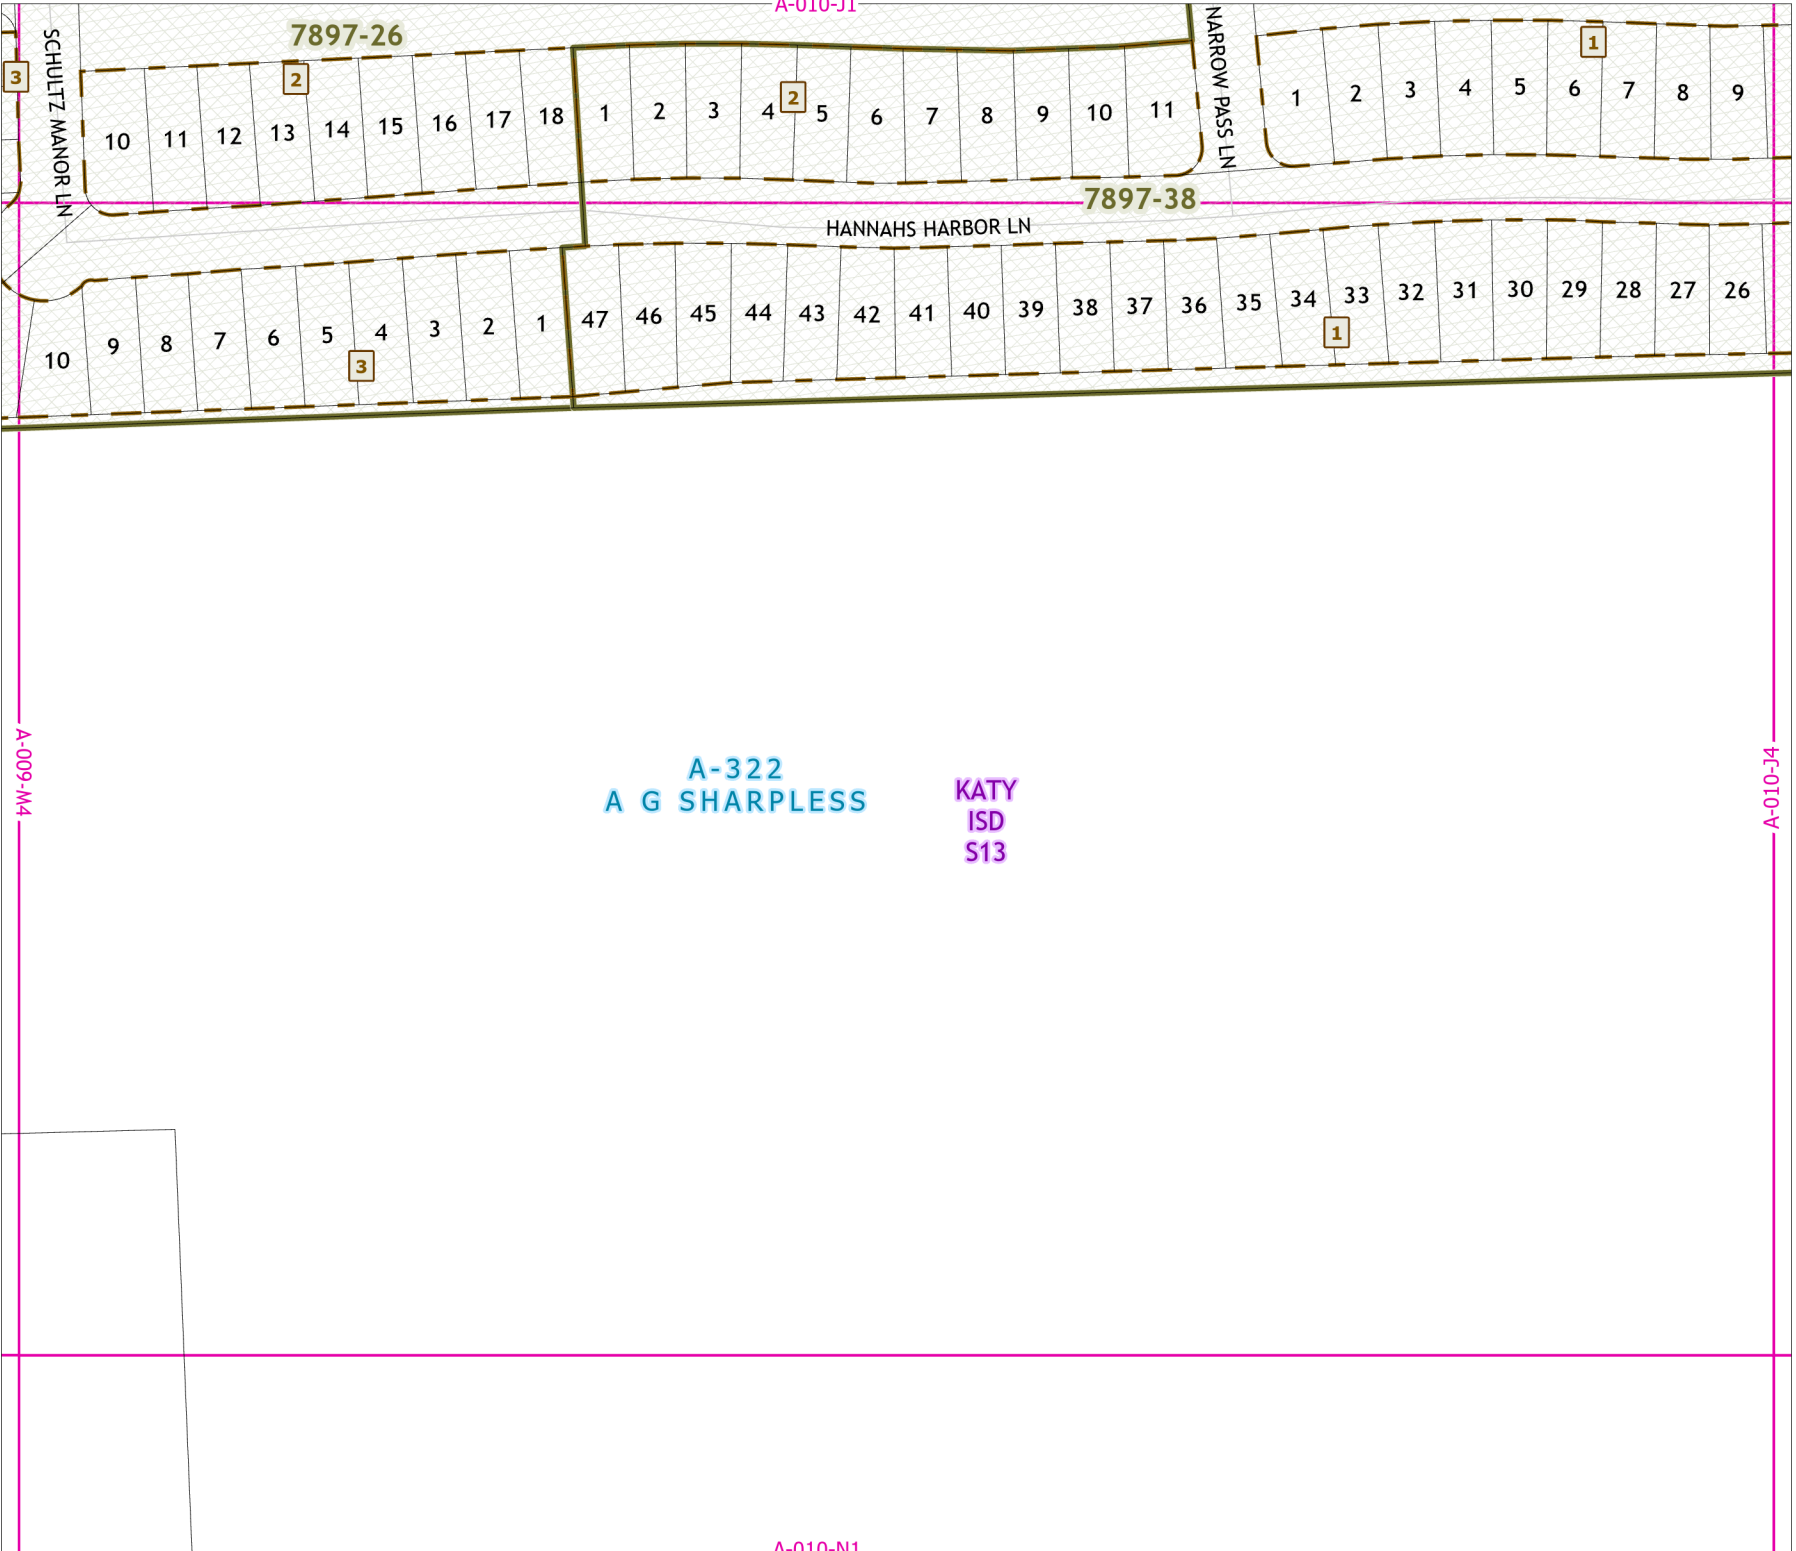 A-010-J1
7897-26
SCHULTZ MANOR LN
NARROW PASS LN
3
2
2
1
10 11 12 13 14 15 16 17 18 1 2 3 4 5 6 7 8 9 10 11 1 2 3 4 5 6 7 8 9
7897-38
HANNAHS HARBOR LN
10 9 8 7 6 5 4 3 2 1 47 46 45 44 43 42 41 40 39 38 37 36 35 34 33 32 31 30 29 28 27 26
3
1
A-009-M4
A-322
A G SHARPLESS
KATY
ISD
S13
A-010-J4
A-010-N1